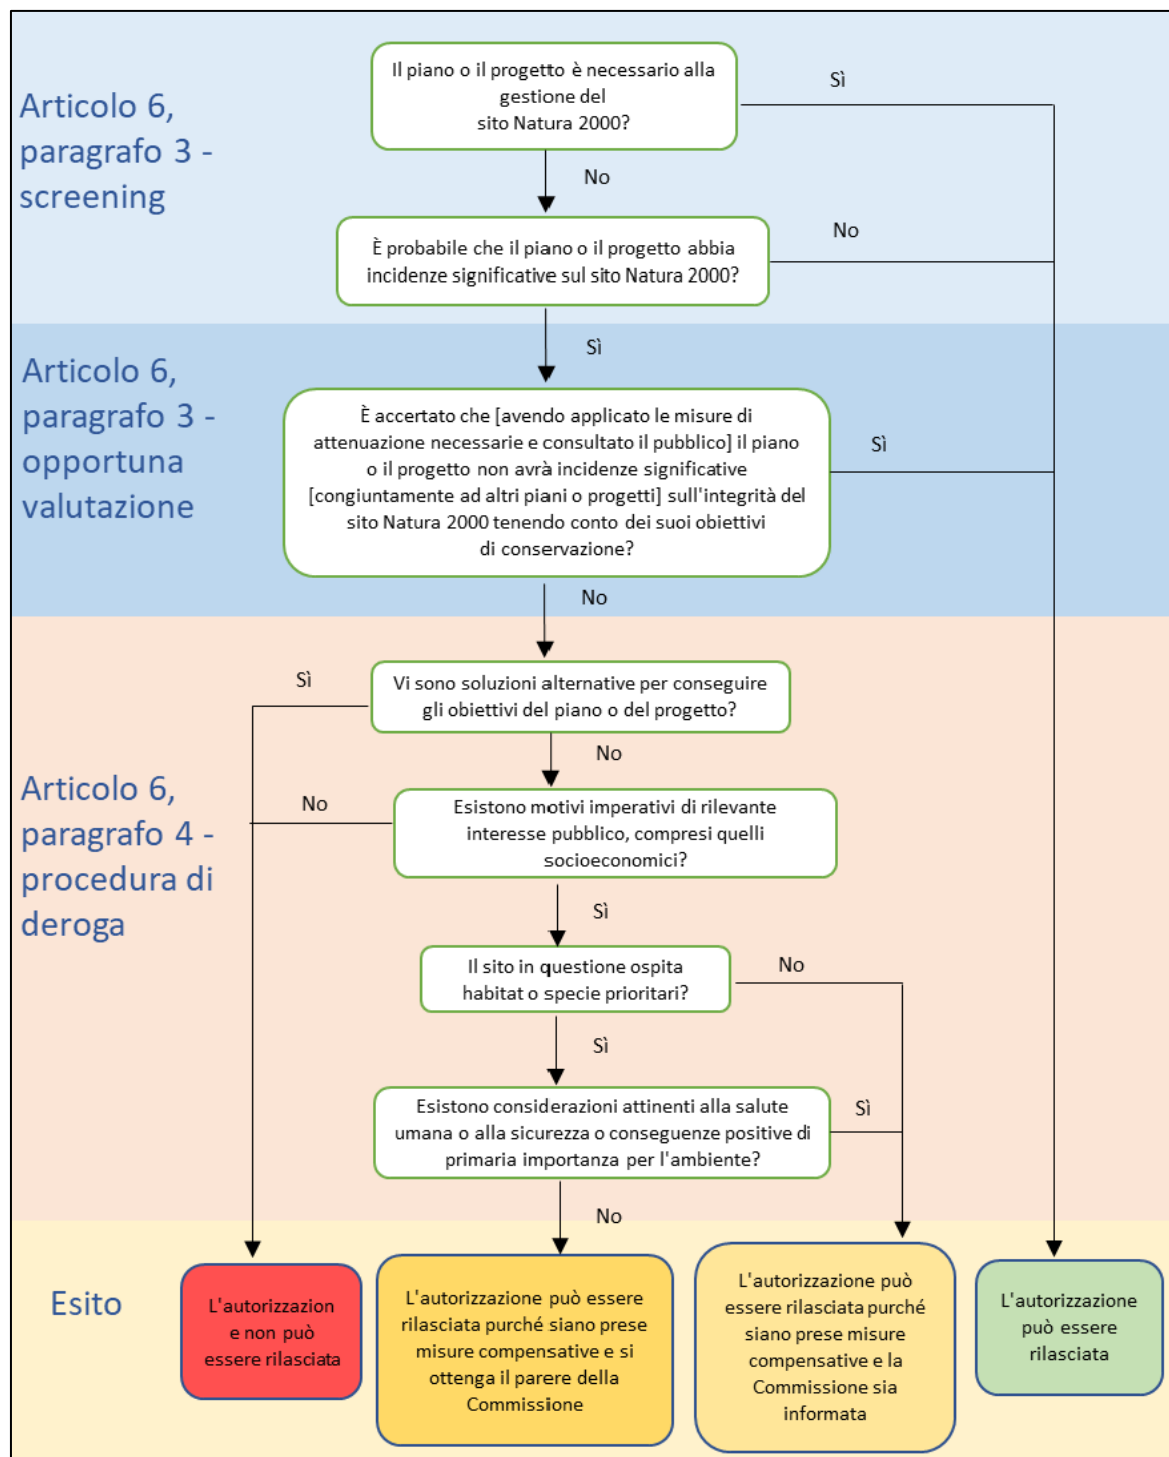 Articolo 6,
paragrafo 3 -
screening
Il piano o il progetto è necessario alla
gestione del
sito Natura 2000?
Sì
No
È probabile che il piano o il progetto abbia
incidenze significative sul sito Natura 2000?
No
Sì
Articolo 6,
paragrafo 3 -
opportuna
valutazione
È accertato che [avendo applicato le misure di
attenuazione necessarie e consultato il pubblico] il piano
o il progetto non avrà incidenze significative
[congiuntamente ad altri piani o progetti] sull'integrità del
sito Natura 2000 tenendo conto dei suoi obiettivi
di conservazione?
Sì
No
Articolo 6,
paragrafo 4 -
procedura di
deroga
Sì
Vi sono soluzioni alternative per conseguire
gli obiettivi del piano o del progetto?
No
No
Esistono motivi imperativi di rilevante
interesse pubblico, compresi quelli
socioeconomici?
Sì
Il sito in questione ospita
habitat o specie prioritari?
No
Sì
Esistono considerazioni attinenti alla salute
umana o alla sicurezza o conseguenze positive di
primaria importanza per l'ambiente?
Sì
No
Esito
L'autorizzazion
e non può
essere rilasciata
L'autorizzazione può essere
rilasciata purché siano prese
misure compensative e si
ottenga il parere della
Commissione
L'autorizzazione può
essere rilasciata purché
siano prese misure
compensative e la
Commissione sia
informata
L'autorizzazione
può essere
rilasciata